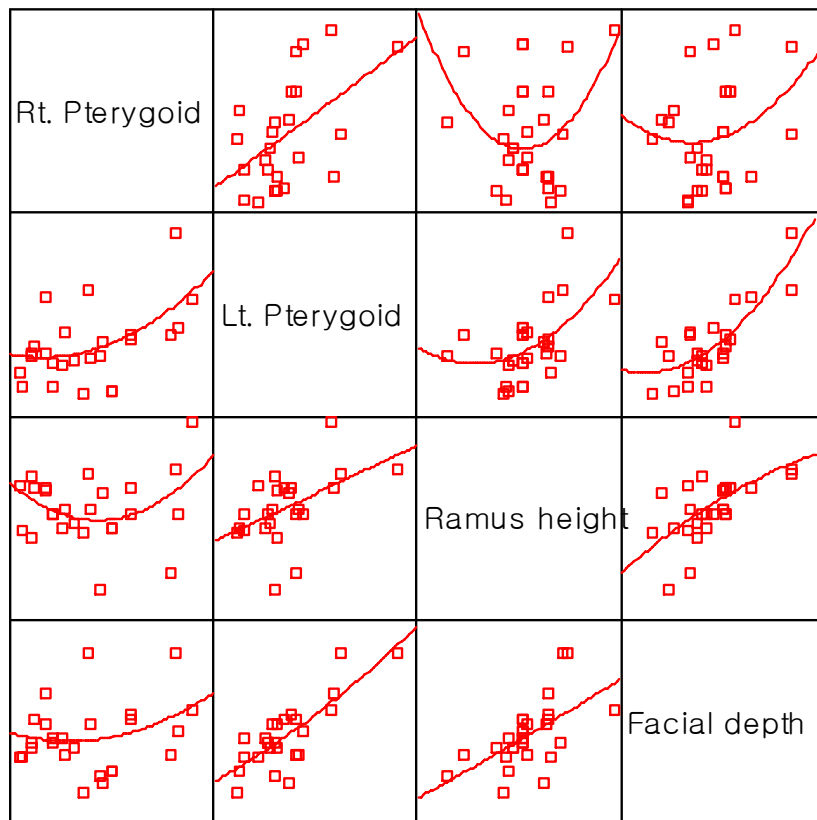 Rt. Pterygoid
Lt. Pterygoid
Ramus height
Facial depth